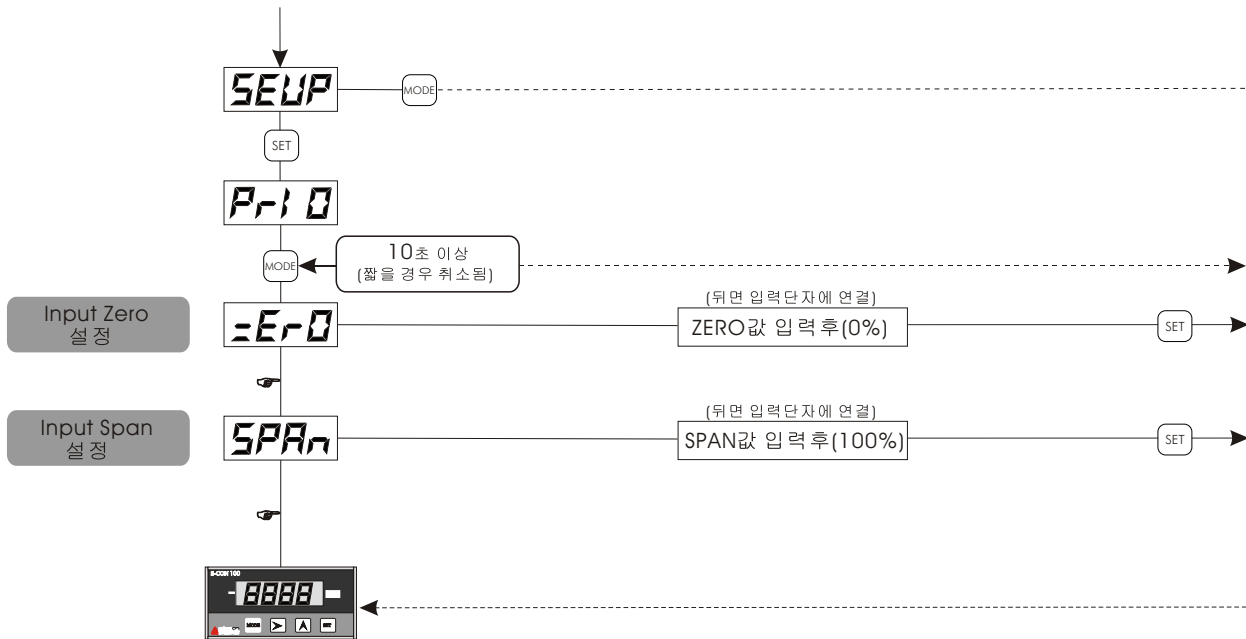 SEUP
MODE
SET
PrI 0
MODE
10초 이상
(짧을 경우 취소됨)
Input Zero
설정
=Er0
(뒤면 입력단자에 연결)
ZERO값 입력후(0%)
SET
Input Span
설정
SPAn
(뒤면 입력단자에 연결)
SPAN값 입력후(100%)
SET
8888
MODE
SET